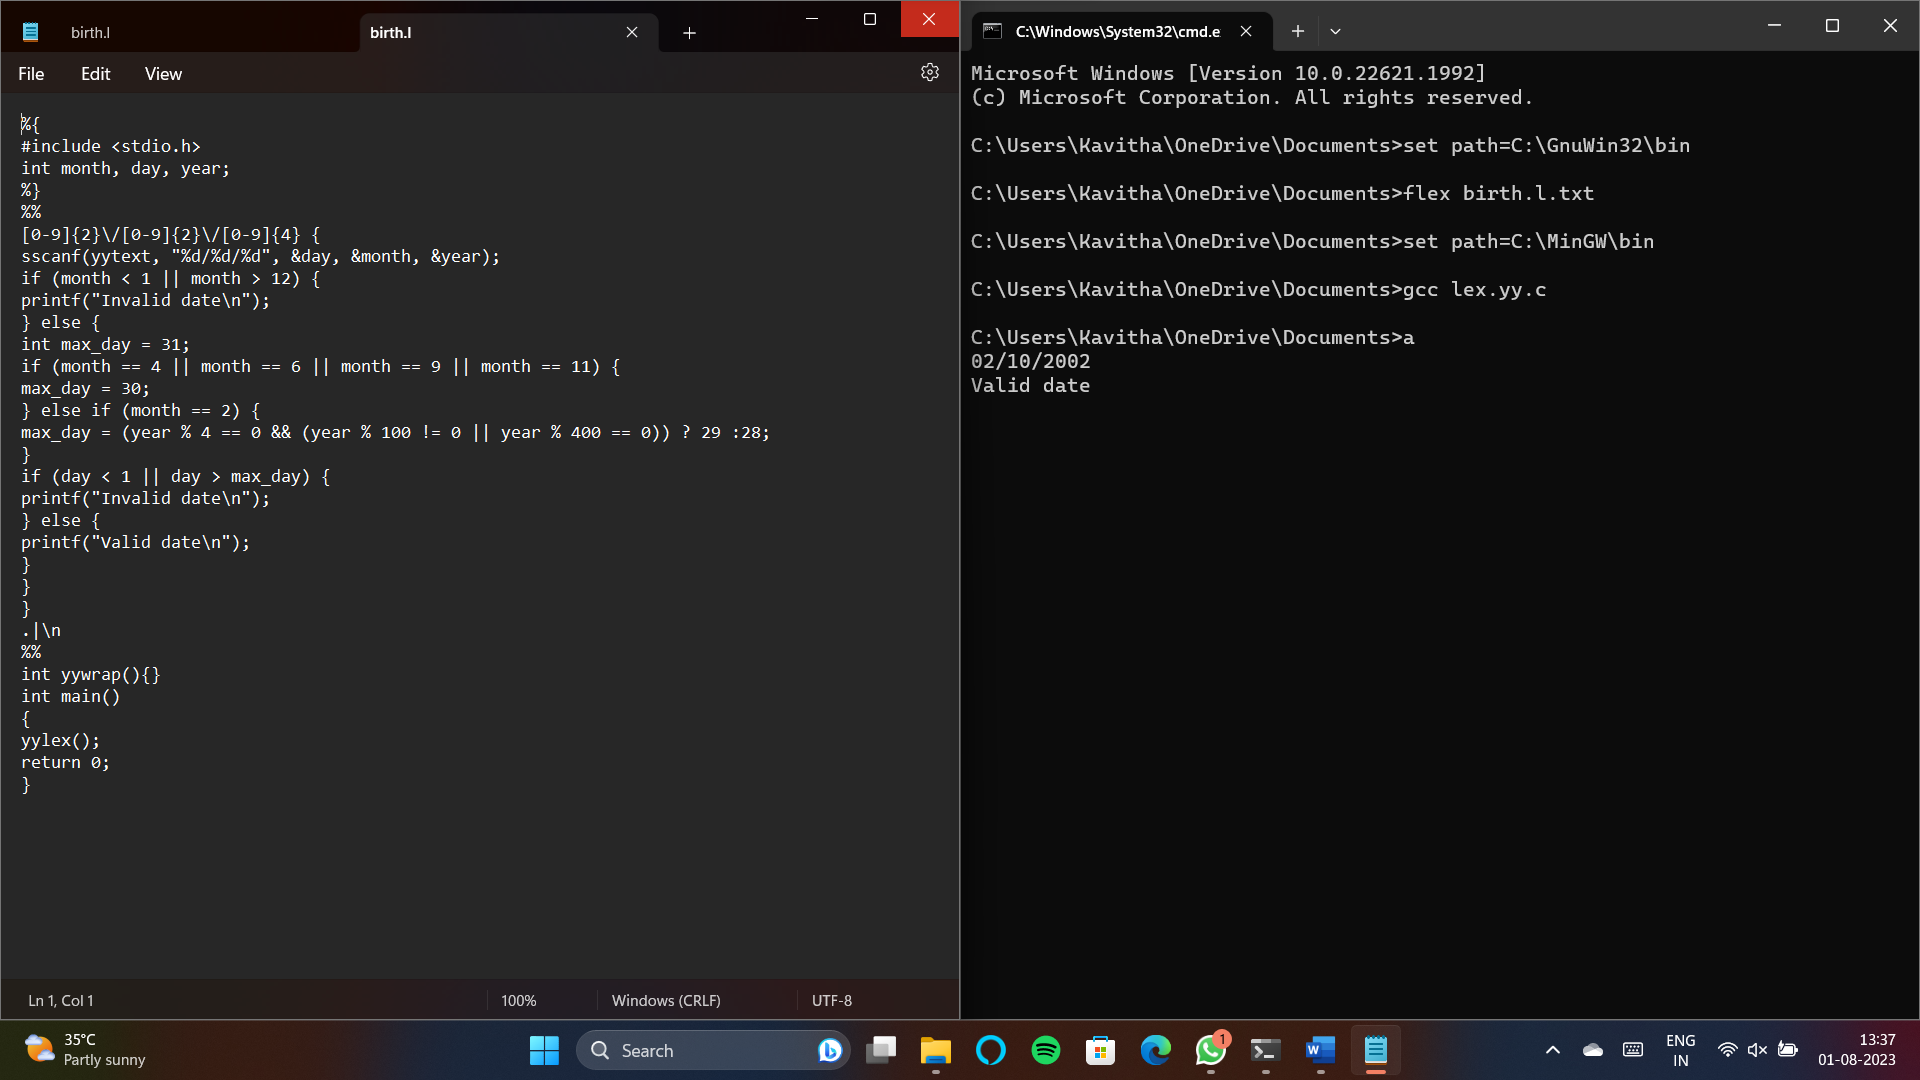 birth.l
birth.l
File Edit View
%{
#include <stdio.h>
int month, day, year;
%}
%%
[0-9]{2}\/[0-9]{2}\/[0-9]{4} {
sscanf(yytext, "%d/%d/%d", &day, &month, &year);
if (month < 1 || month > 12) {
printf("Invalid date\n");
} else {
int max_day = 31;
if (month == 4 || month == 6 || month == 9 || month == 11) {
max_day = 30;
} else if (month == 2) {
max_day = (year % 4 == 0 && (year % 100 != 0 || year % 400 == 0)) ? 29 :28;
}
if (day < 1 || day > max_day) {
printf("Invalid date\n");
} else {
printf("Valid date\n");
}
}
}
.|\n
%%
int yywrap(){}
int main()
{
yylex();
return 0;
}
Ln 1, Col 1 100% Windows (CRLF) UTF-8
C:\Windows\System32\cmd.e
Microsoft Windows [Version 10.0.22621.1992]
(c) Microsoft Corporation. All rights reserved.
C:\Users\Kavitha\OneDrive\Documents>set path=C:\GnuWin32\bin
C:\Users\Kavitha\OneDrive\Documents>flex birth.l.txt
C:\Users\Kavitha\OneDrive\Documents>set path=C:\MinGW\bin
C:\Users\Kavitha\OneDrive\Documents>gcc lex.yy.c
C:\Users\Kavitha\OneDrive\Documents>a
02/10/2002
Valid date
35°C
Partly sunny
Search
1
W
ENG
IN
13:37
01-08-2023